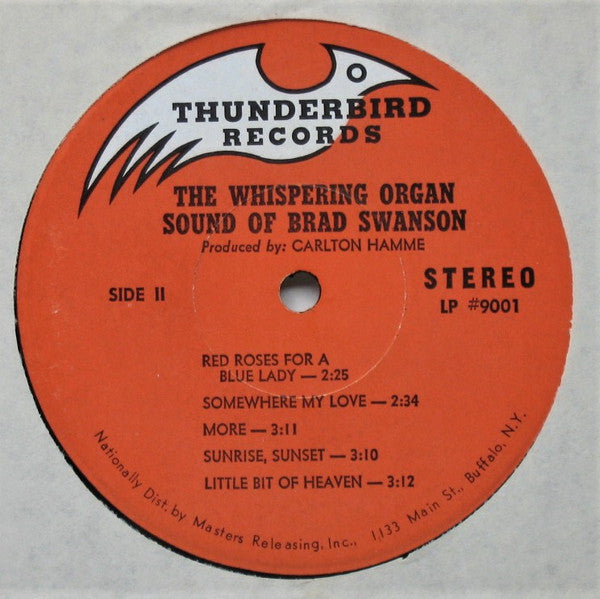 THUNDERBIRD
RECORDS
THE WHISPERING ORGAN
SOUND OF BRAD SWANSON
Produced by: CARLTON HAMME
SIDE II
STEREO
LP #9001
RED ROSES FOR A
BLUE LADY — 2:25
SOMEWHERE MY LOVE — 2:34
MORE — 3:11
SUNRISE, SUNSET — 3:10
LITTLE BIT OF HEAVEN — 3:12
Nationally Dist. by Masters Releasing, Inc., 1,133 Main St., Buffalo, N.Y.